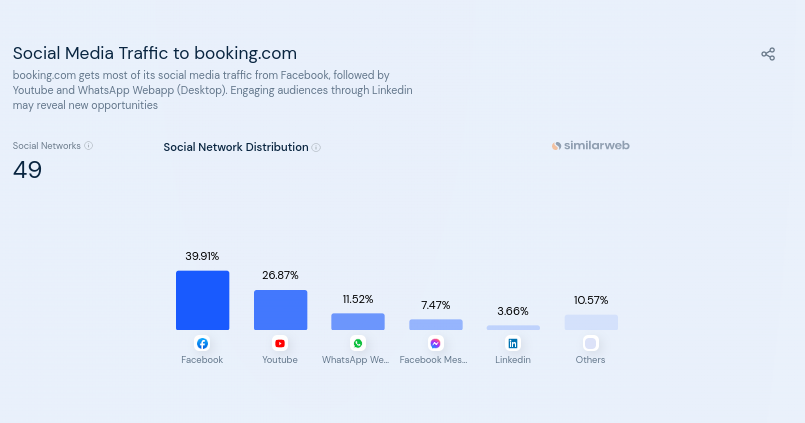 Social Media Traffic to booking.com
booking.com gets most of its social media traffic from Facebook, followed by
Youtube and WhatsApp Webapp (Desktop). Engaging audiences through Linkedin
may reveal new opportunities
Social Networks
49
Social Network Distribution
similarweb
39.91%
26.87%
11.52%
7.47%
3.66%
10.57%
Facebook
Youtube
WhatsApp We...
Facebook Mes...
Linkedin
Others